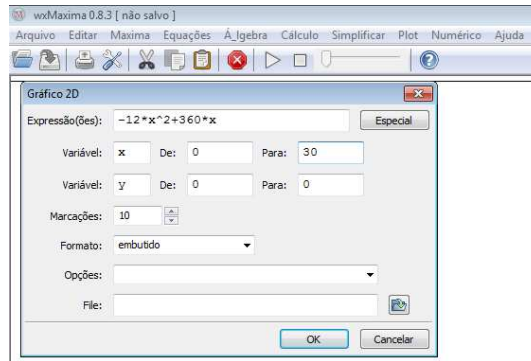 wxMaxima 0.8.3 [ não salvo ]
Arquivo Editar Maxima Equações Á_lgebra Cálculo Simplificar Plot Numérico Ajuda
Gráfico 2D
Expressão(ões): -12*x^2+360*x Especial
Variável: x De: 0 Para: 30
Variável: y De: 0 Para: 0
Marcações: 10
Formato: embutido
Opções:
File:
OK Cancelar